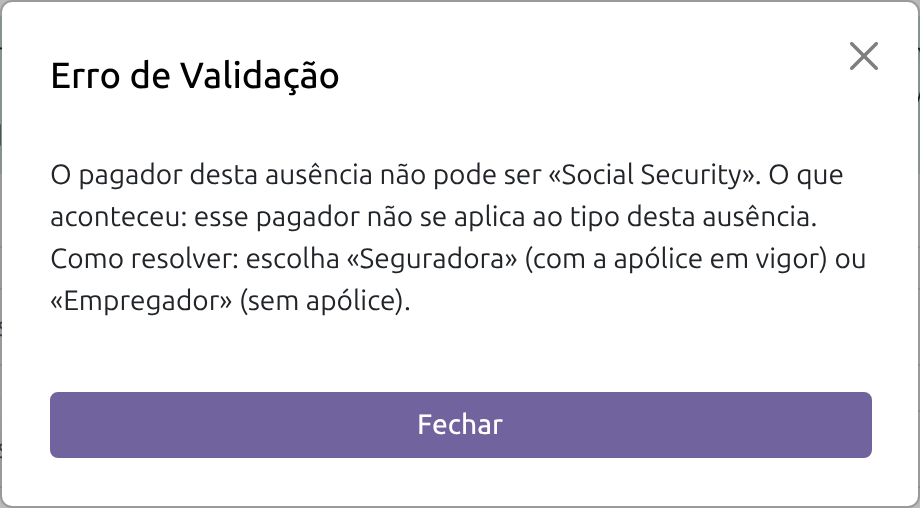 Erro de Validação
O pagador desta ausência não pode ser «Social Security». O que
aconteceu: esse pagador não se aplica ao tipo desta ausência.
Como resolver: escolha «Seguradora» (com a apólice em vigor) ou
«Empregador» (sem apólice).
Fechar